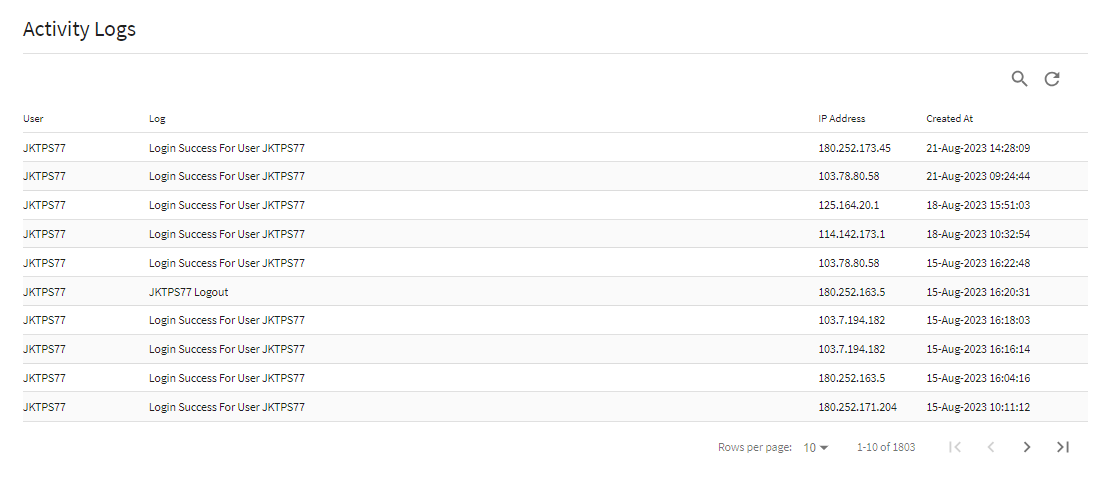 Activity Logs
User Log IP Address Created At
JKTPS77 Login Success For User JKTPS77 180.252.173.45 21-Aug-2023 14:28:09
JKTPS77 Login Success For User JKTPS77 103.78.80.58 21-Aug-2023 09:24:44
JKTPS77 Login Success For User JKTPS77 125.164.20.1 18-Aug-2023 15:51:03
JKTPS77 Login Success For User JKTPS77 114.142.173.1 18-Aug-2023 10:32:54
JKTPS77 Login Success For User JKTPS77 103.78.80.58 15-Aug-2023 16:22:48
JKTPS77 JKTPS77 Logout 180.252.163.5 15-Aug-2023 16:20:31
JKTPS77 Login Success For User JKTPS77 103.7.194.182 15-Aug-2023 16:18:03
JKTPS77 Login Success For User JKTPS77 103.7.194.182 15-Aug-2023 16:16:14
JKTPS77 Login Success For User JKTPS77 180.252.163.5 15-Aug-2023 16:04:16
JKTPS77 Login Success For User JKTPS77 180.252.171.204 15-Aug-2023 10:11:12
Rows per page: 10 1-10 of 1803